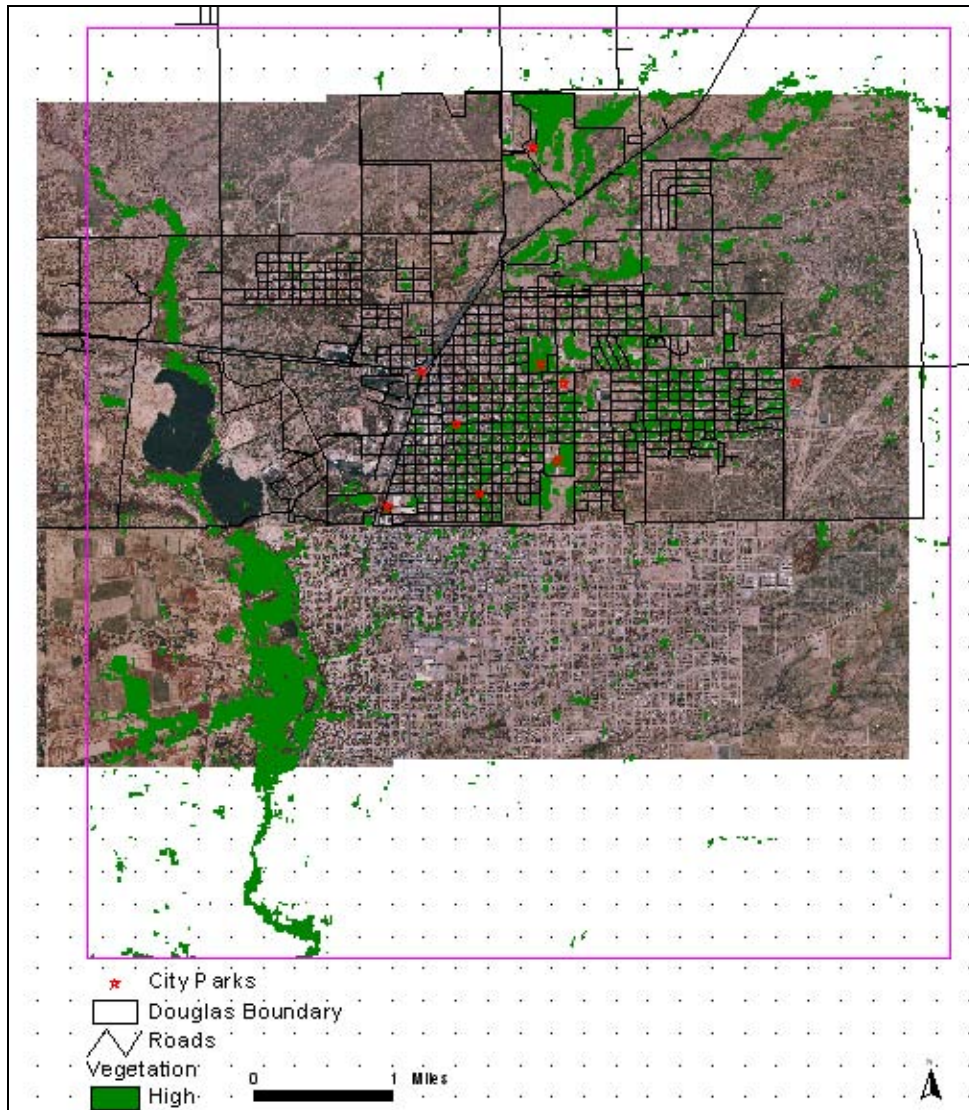 City Parks
Douglas Boundary
Roads
Vegetation
High
0 1 Miles